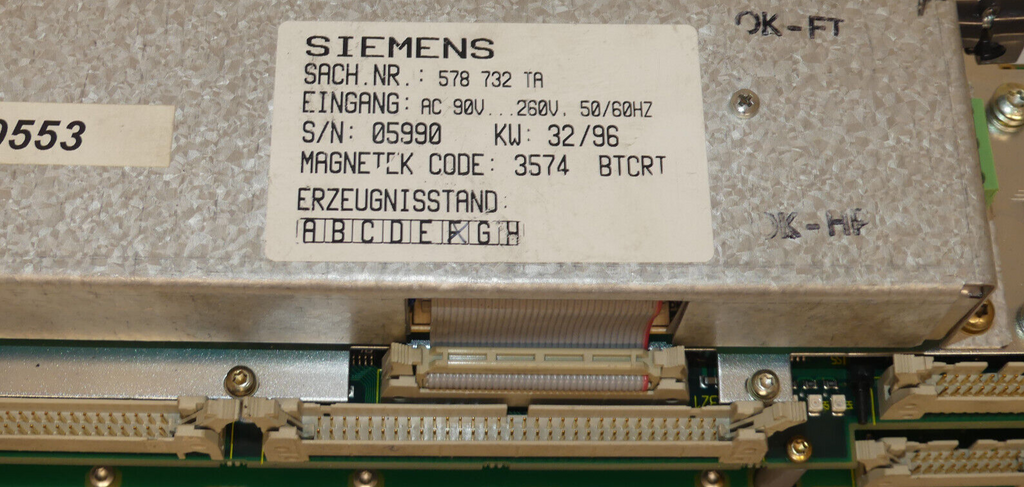 OK-FT
SIEMENS
SACH.NR.: 578 732 TA
EINGANG: AC 90V...260V, 50/60HZ
S/N: 05990 KW: 32/96
MAGNETEK CODE: 3574 BTCRT
ERZEUGNISSTAND:
A B C D E F G H
0553
OK-HF